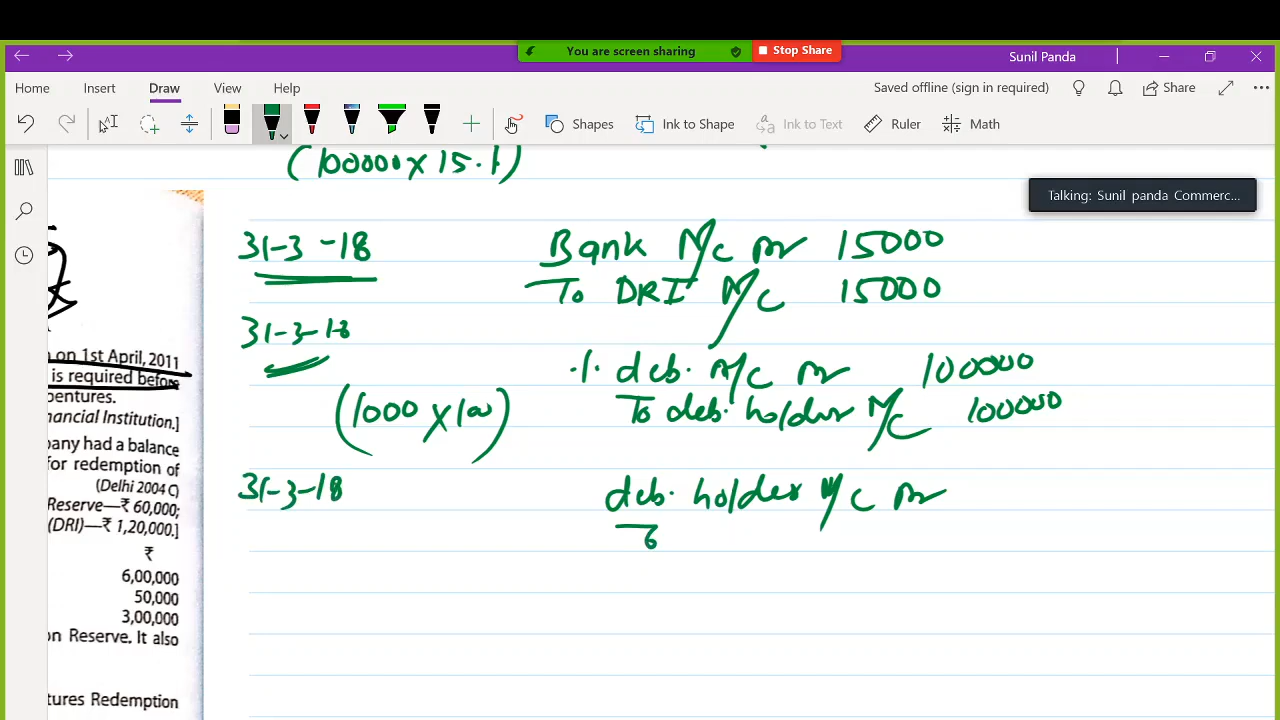 You are screen sharing
Stop Share
Sunil Panda
Home Insert Draw View Help
Saved offline (sign in required)
Share
Shapes
Ink to Shape
Ink to Text
Ruler
Math
Talking: Sunil panda Commerc...
(100000 x 15.1)
31-3-18 Bank A/C Dr 15000
To DRI A/C 15000
31-3-18
.1. deb. A/C Dr 100000
(1000 x 100) To deb. holder A/C 100000
31-3-18 deb. holder A/C Dr
To
on 1st April, 2011
is required before
pentures.
nancial Institution.]
pany had a balance
for redemption of
(Delhi 2004 C)
Reserve—₹ 60,000;
(DRI)—₹ 1,20,000.]
₹
6,00,000
50,000
3,00,000
on Reserve. It also
tures Redemption